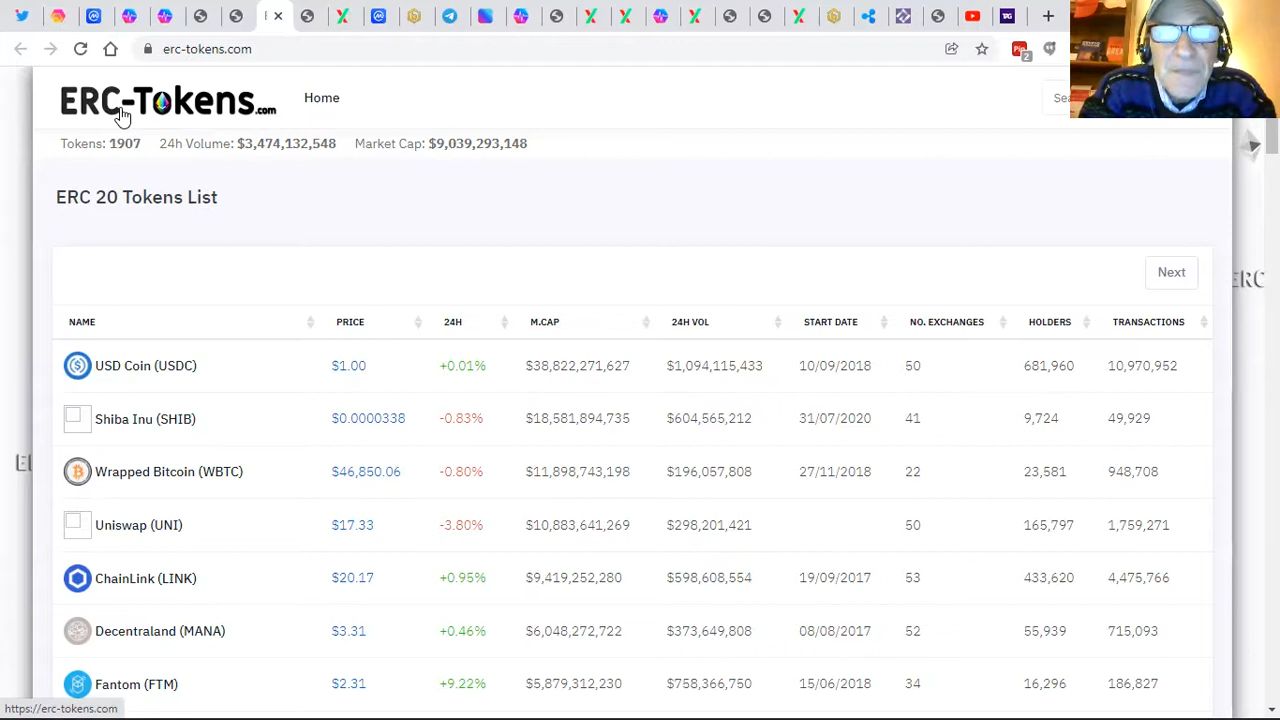 erc-tokens.com
2
ERC-Tokens.com
Home
Tokens: 1907 24h Volume: $3,474,132,548 Market Cap: $9,039,293,148
ERC 20 Tokens List
Next
NAME PRICE 24H M.CAP 24H VOL START DATE NO. EXCHANGES HOLDERS TRANSACTIONS
USD Coin (USDC) $1.00 +0.01% $38,822,271,627 $1,094,115,433 10/09/2018 50 681,960 10,970,952
Shiba Inu (SHIB) $0.0000338 -0.83% $18,581,894,735 $604,565,212 31/07/2020 41 9,724 49,929
Wrapped Bitcoin (WBTC) $46,850.06 -0.80% $11,898,743,198 $196,057,808 27/11/2018 22 23,581 948,708
Uniswap (UNI) $17.33 -3.80% $10,883,641,269 $298,201,421 50 165,797 1,759,271
ChainLink (LINK) $20.17 +0.95% $9,419,252,280 $598,608,554 19/09/2017 53 433,620 4,475,766
Decentraland (MANA) $3.31 +0.46% $6,048,272,722 $373,649,808 08/08/2017 52 55,939 715,093
Fantom (FTM) $2.31 +9.22% $5,879,312,230 $758,366,750 15/06/2018 34 16,296 186,827
https://erc-tokens.com